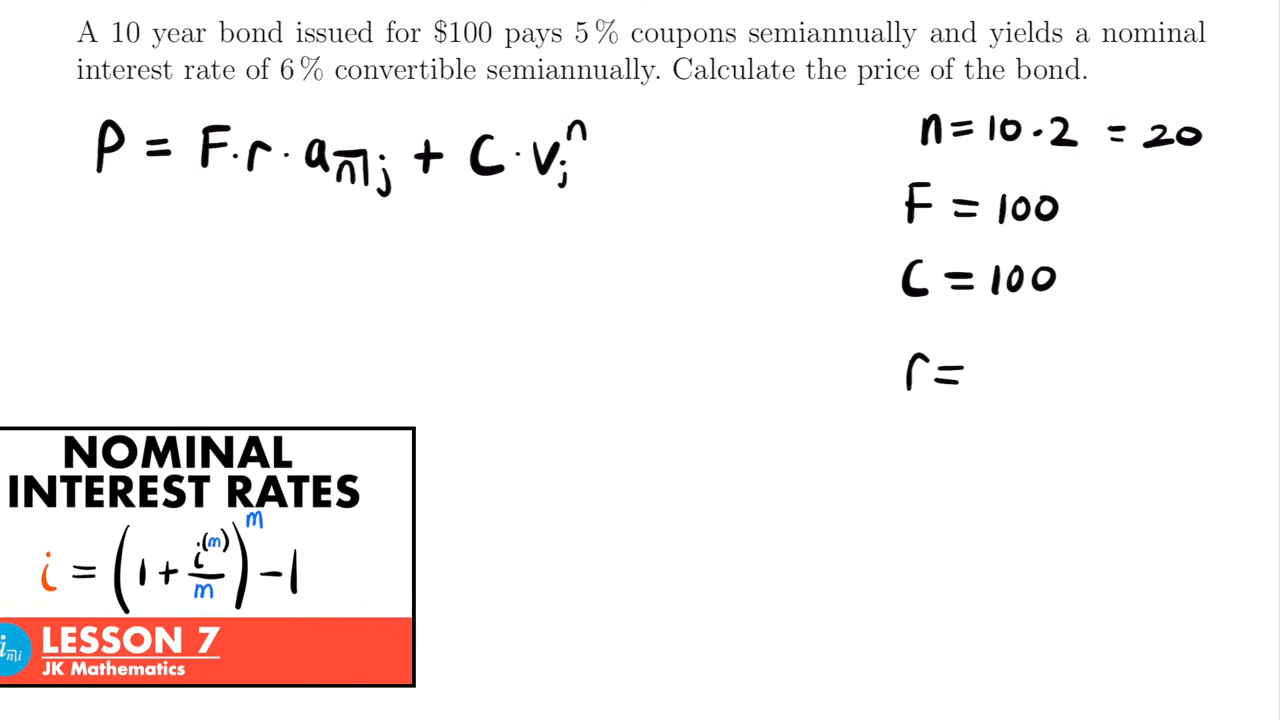 A 10 year bond issued for $100 pays 5 % coupons semiannually and yields a nominal
interest rate of 6 % convertible semiannually. Calculate the price of the bond.
P = F·r·a_{n̅|j} + C·v_j^n
n = 10·2 = 20
F = 100
C = 100
r =
NOMINAL
INTEREST RATES
i = (1 + i^{(m)}/m)^m − 1
i_{n̅|i}
LESSON 7
JK Mathematics